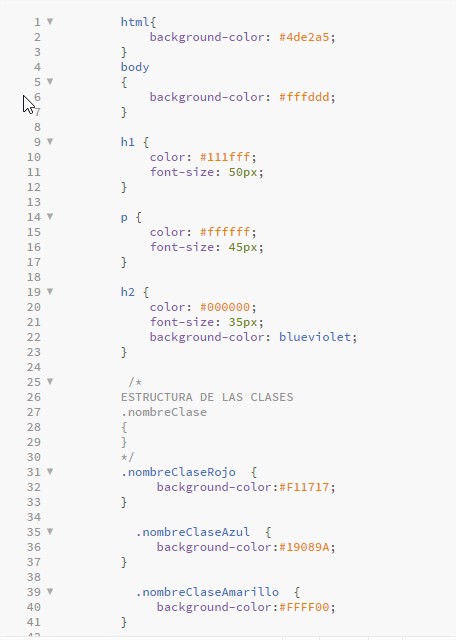 1 html{
2 background-color: #4de2a5;
3 }
4 body
5 {
6 background-color: #fffddd;
7 }
8
9 h1 {
10 color: #111fff;
11 font-size: 50px;
12 }
13
14 p {
15 color: #ffffff;
16 font-size: 45px;
17 }
18
19 h2 {
20 color: #000000;
21 font-size: 35px;
22 background-color: blueviolet;
23 }
24
25 /*
26 ESTRUCTURA DE LAS CLASES
27 .nombreClase
28 {
29 }
30 */
31 .nombreClaseRojo {
32 background-color:#F11717;
33 }
34
35 .nombreClaseAzul {
36 background-color:#19089A;
37 }
38
39 .nombreClaseAmarillo {
40 background-color:#FFFF00;
41 }